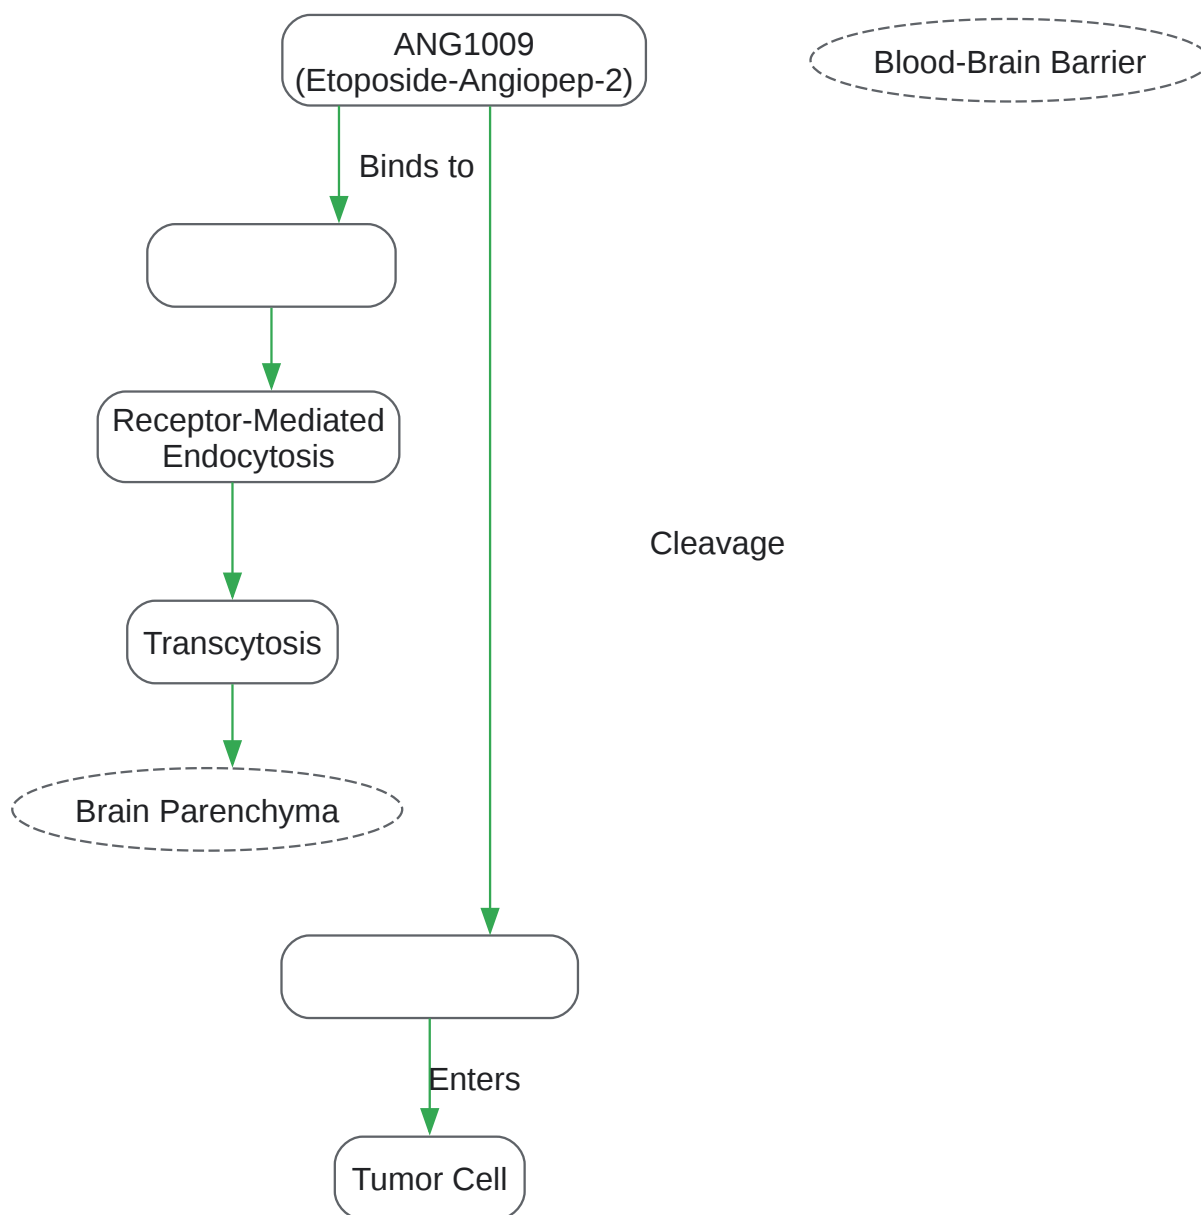 ANG1009
(Etoposide-Angiopep-2)
Blood-Brain Barrier
Binds to
Receptor-Mediated
Endocytosis
Cleavage
Transcytosis
Brain Parenchyma
Enters
Tumor Cell